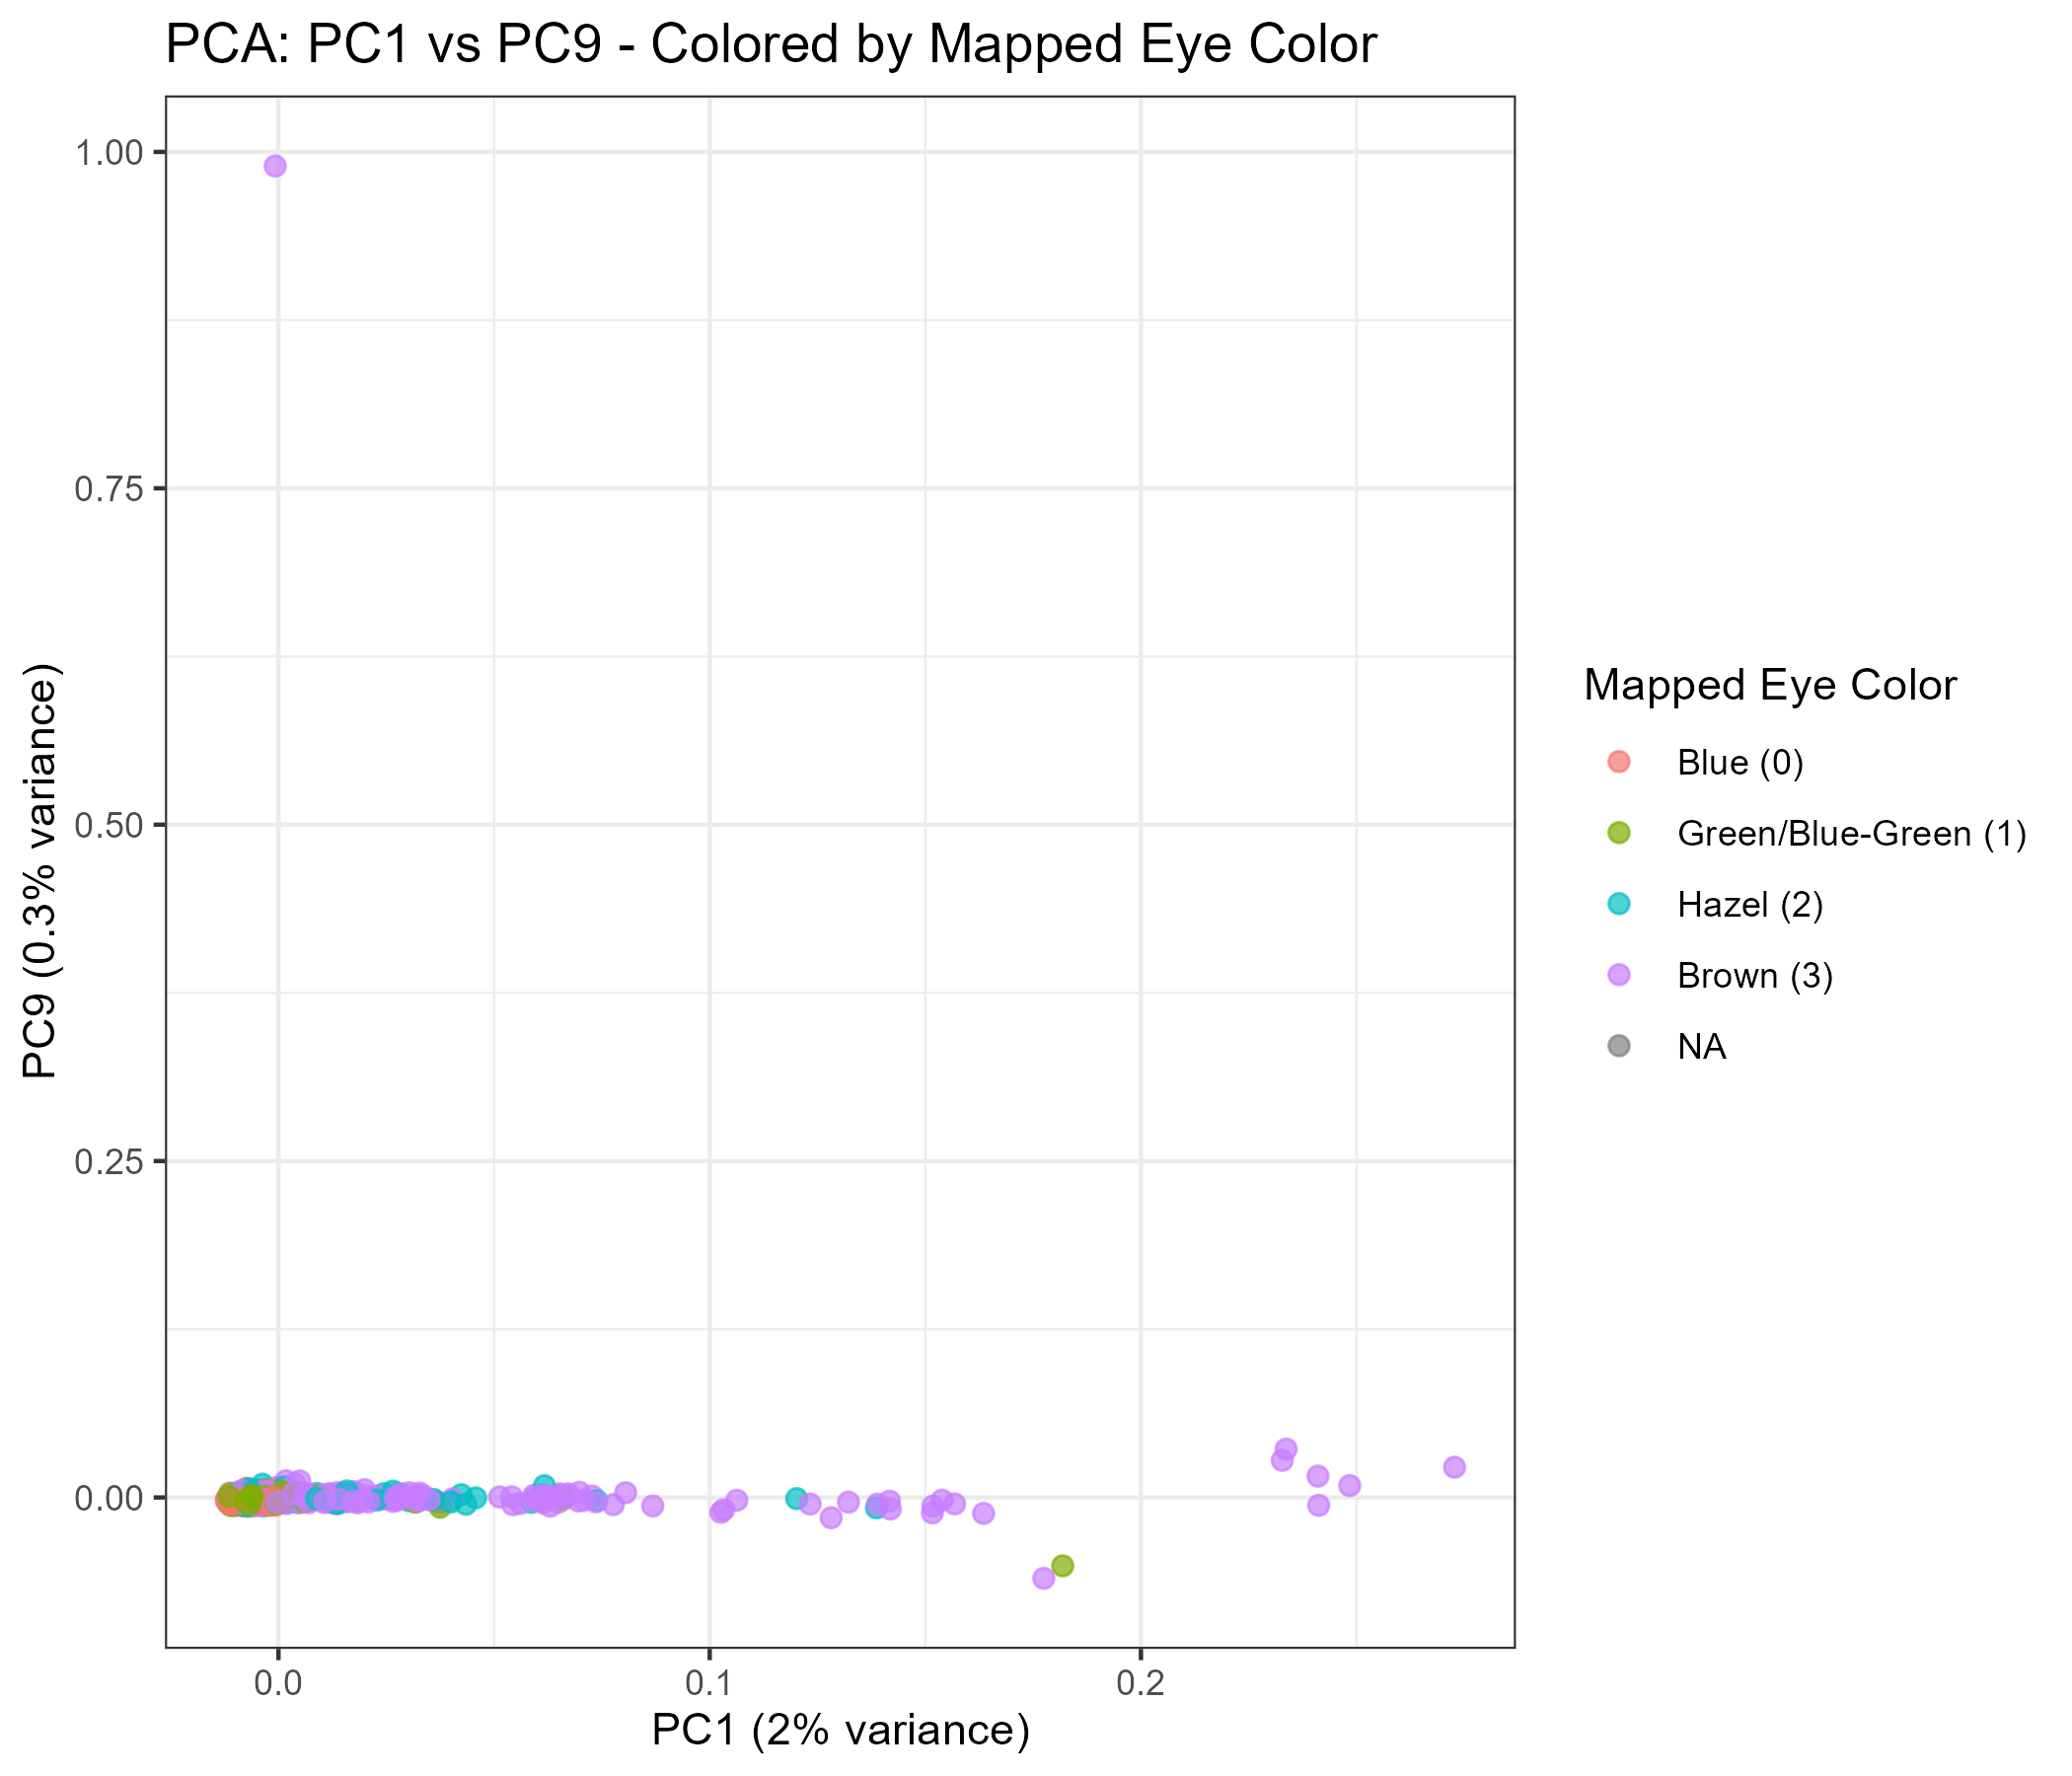 PCA: PC1 vs PC9 - Colored by Mapped Eye Color
PC9 (0.3% variance)
1.00
0.75
0.50
0.25
0.00
0.0
0.1
0.2
PC1 (2% variance)
Mapped Eye Color
Blue (0)
Green/Blue-Green (1)
Hazel (2)
Brown (3)
NA